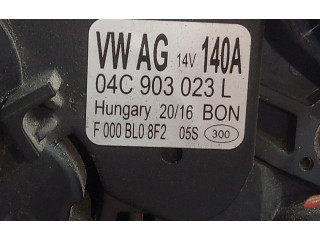 VW AG 14V 140A
04C 903 023 L
Hungary 20/16 BON
F 000 BL0 8F2 05S 300